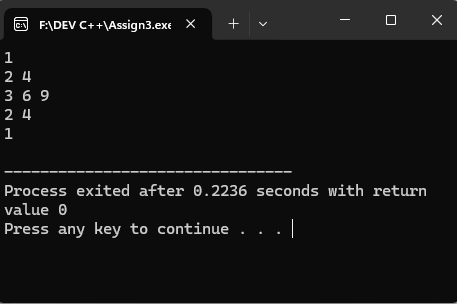 F:\DEV C++\Assign3.exe
1
2 4
3 6 9
2 4
1
--------------------------------
Process exited after 0.2236 seconds with return
value 0
Press any key to continue . . .